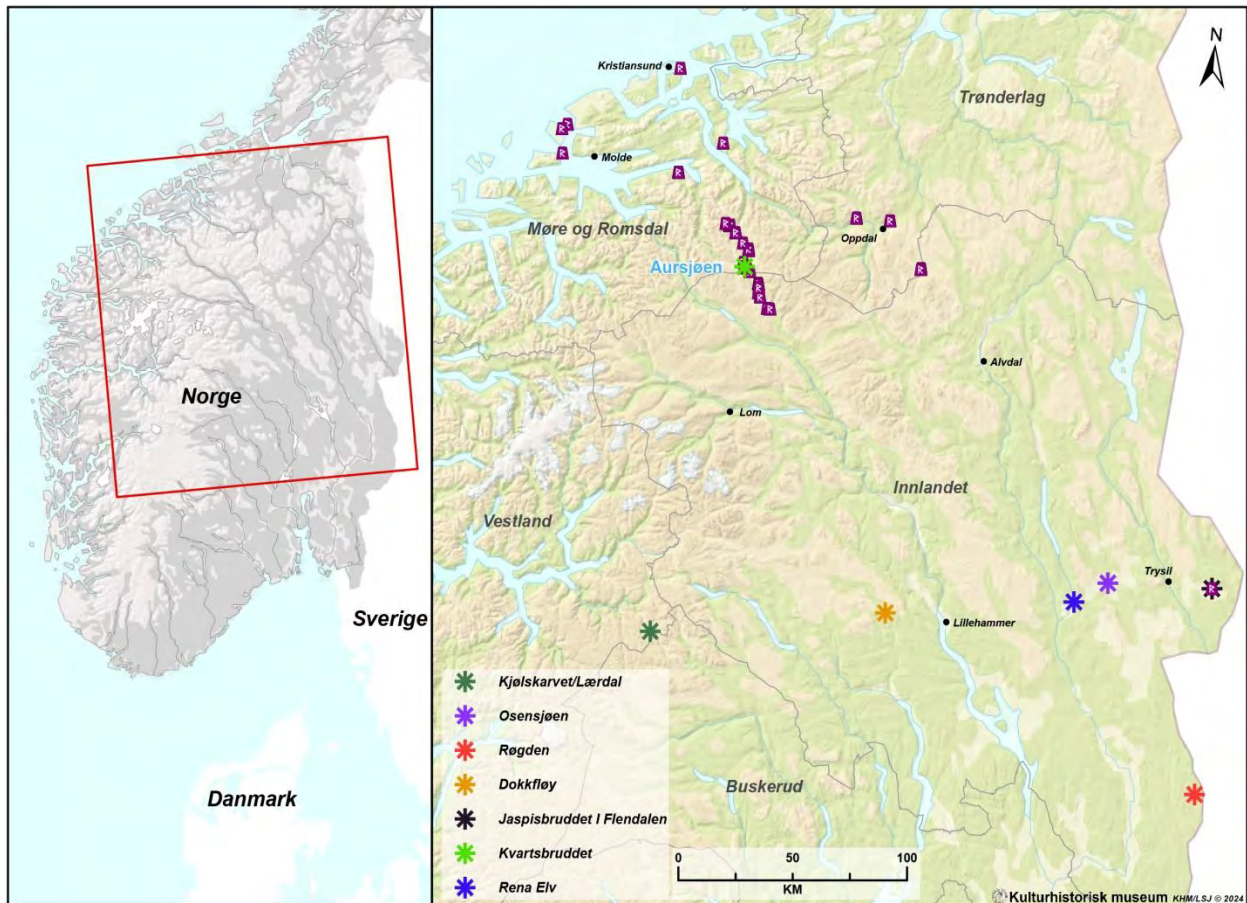 Norge
Sverige
Danmark
N
Kristiansund
Trønderlag
Molde
Møre og Romsdal
Oppdal
Aursjøen
Alvdal
Lom
Innlandet
Vestland
Trysil
Lillehammer
Kjølskarvet/Lærdal
Osensjøen
Røgden
Dokkfløy
Jaspisbruddet I Flendalen
Kvartsbruddet
Rena Elv
Buskerud
0 50 100
KM
Kulturhistorisk museum KHM/LSJ © 2024